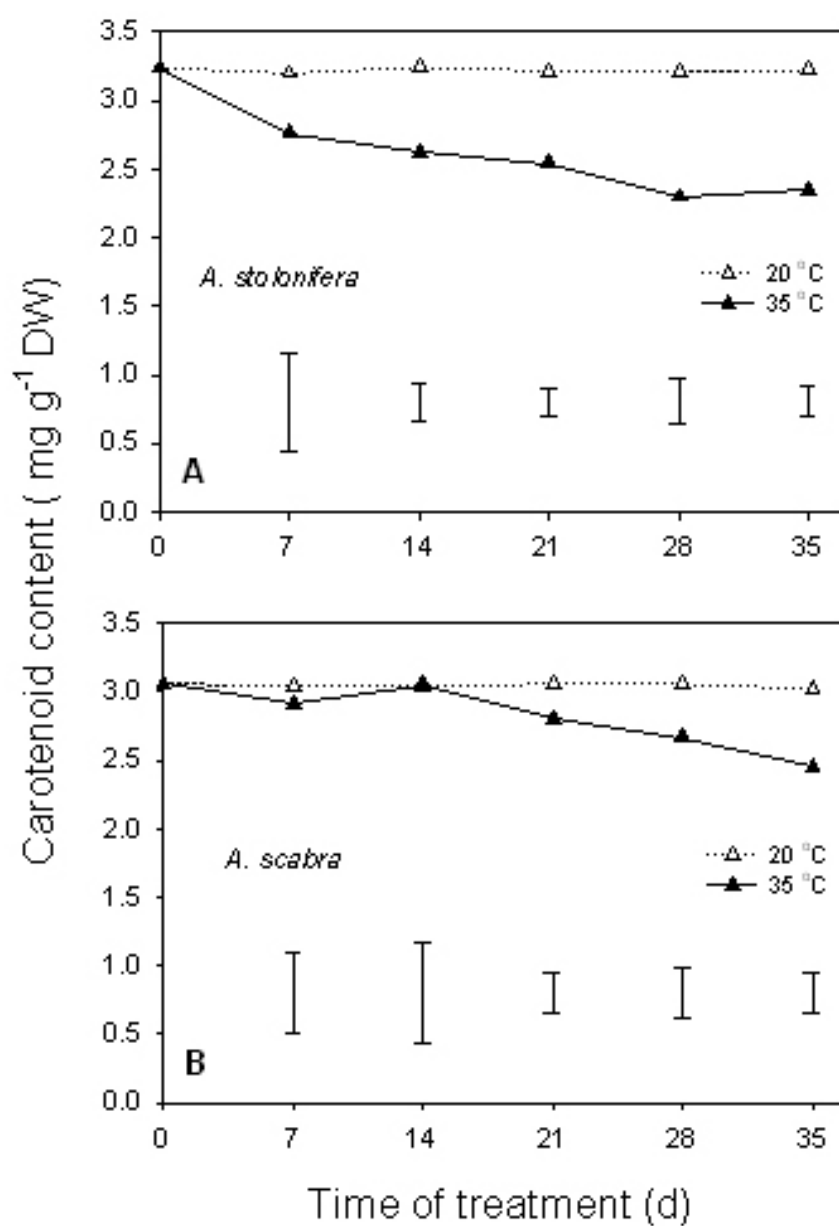 Carotenoid content ( mg g⁻¹ DW)
3.5
3.0
2.5
2.0
1.5
1.0
0.5
0.0
A. stolonifera
20 °C
35 °C
A
0 7 14 21 28 35
3.5
3.0
2.5
2.0
1.5
1.0
0.5
0.0
A. scabra
20 °C
35 °C
B
0 7 14 21 28 35
Time of treatment (d)